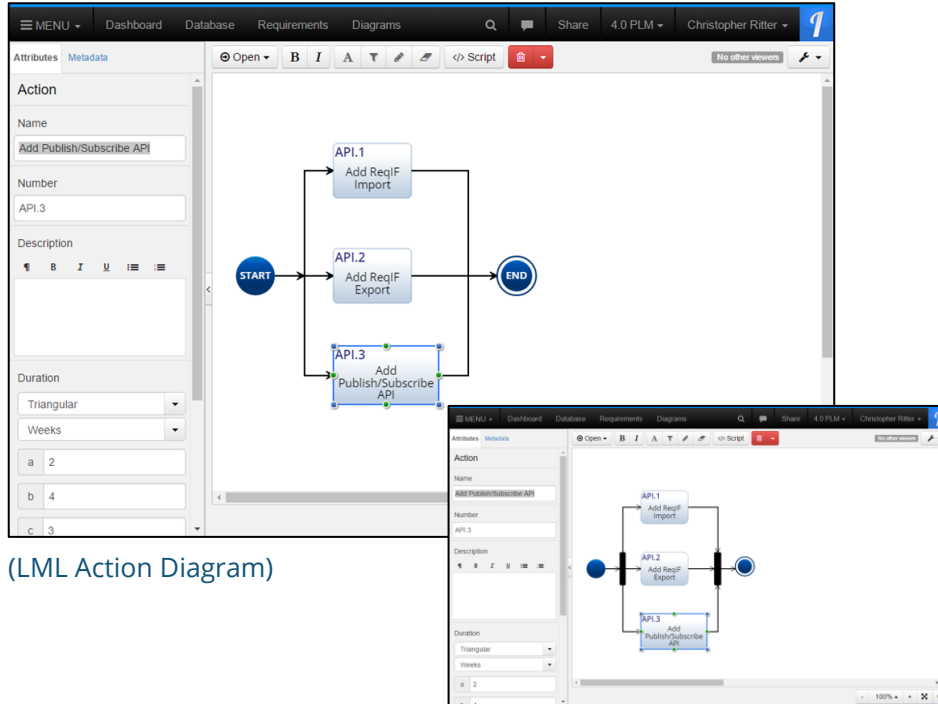 MENU Dashboard Database Requirements Diagrams Share 4.0 PLM Christopher Ritter
Attributes Metadata
Open B I A T </> Script No other viewers
Action
Name
Add Publish/Subscribe API
Number
API.3
Description
¶ B I U
Duration
Triangular
Weeks
a 2
b 4
c 3
API.1
Add ReqIF
Import
START
API.2
Add ReqIF
Export
END
API.3
Add
Publish/Subscribe
API
(LML Action Diagram)
MENU Dashboard Database Requirements Diagrams Share 4.0 PLM Christopher Ritter
Attributes Metadata
Open B I A T </> Script No other viewers
Action
Name
Add Publish/Subscribe API
Number
API.3
Description
¶ B I U
Duration
Triangular
Weeks
a 2
API.1
Add ReqIF
Import
API.2
Add ReqIF
Export
API.3
Add
Publish/Subscribe
API
- 100% +